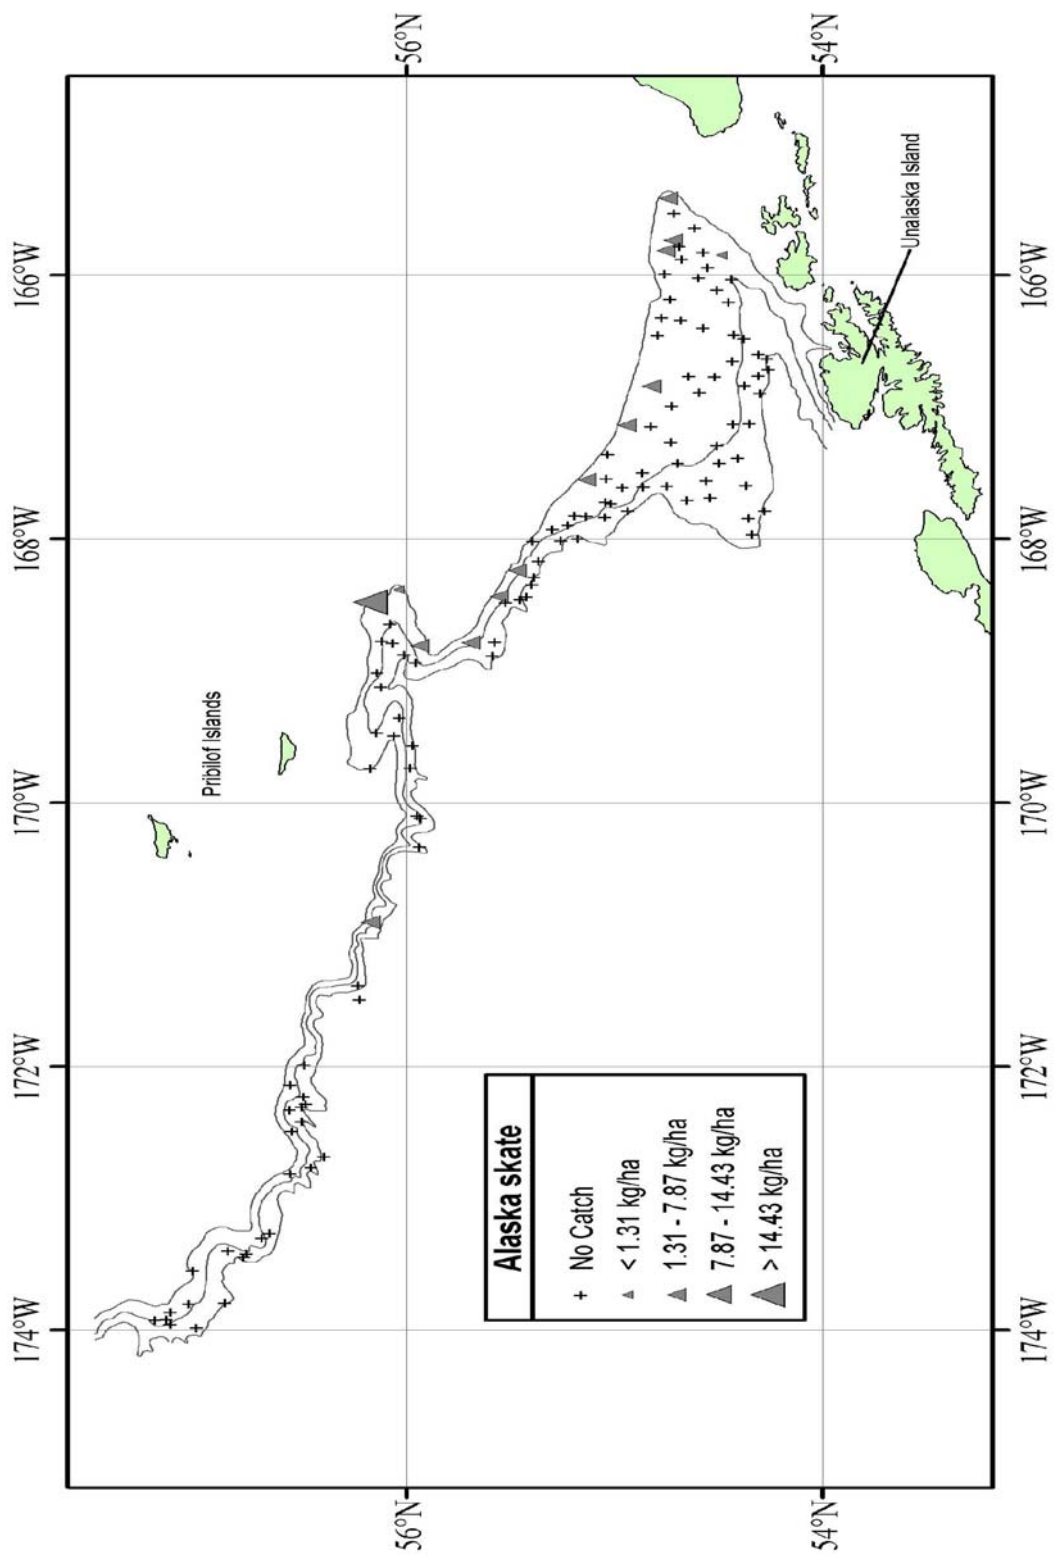 174°W
172°W
170°W
168°W
166°W
56°N
56°N
Pribilof Islands
54°N
54°N
Unalaska Island
Alaska skate
No Catch
< 1.31 kg/ha
1.31 - 7.87 kg/ha
7.87 - 14.43 kg/ha
> 14.43 kg/ha
174°W
172°W
170°W
168°W
166°W